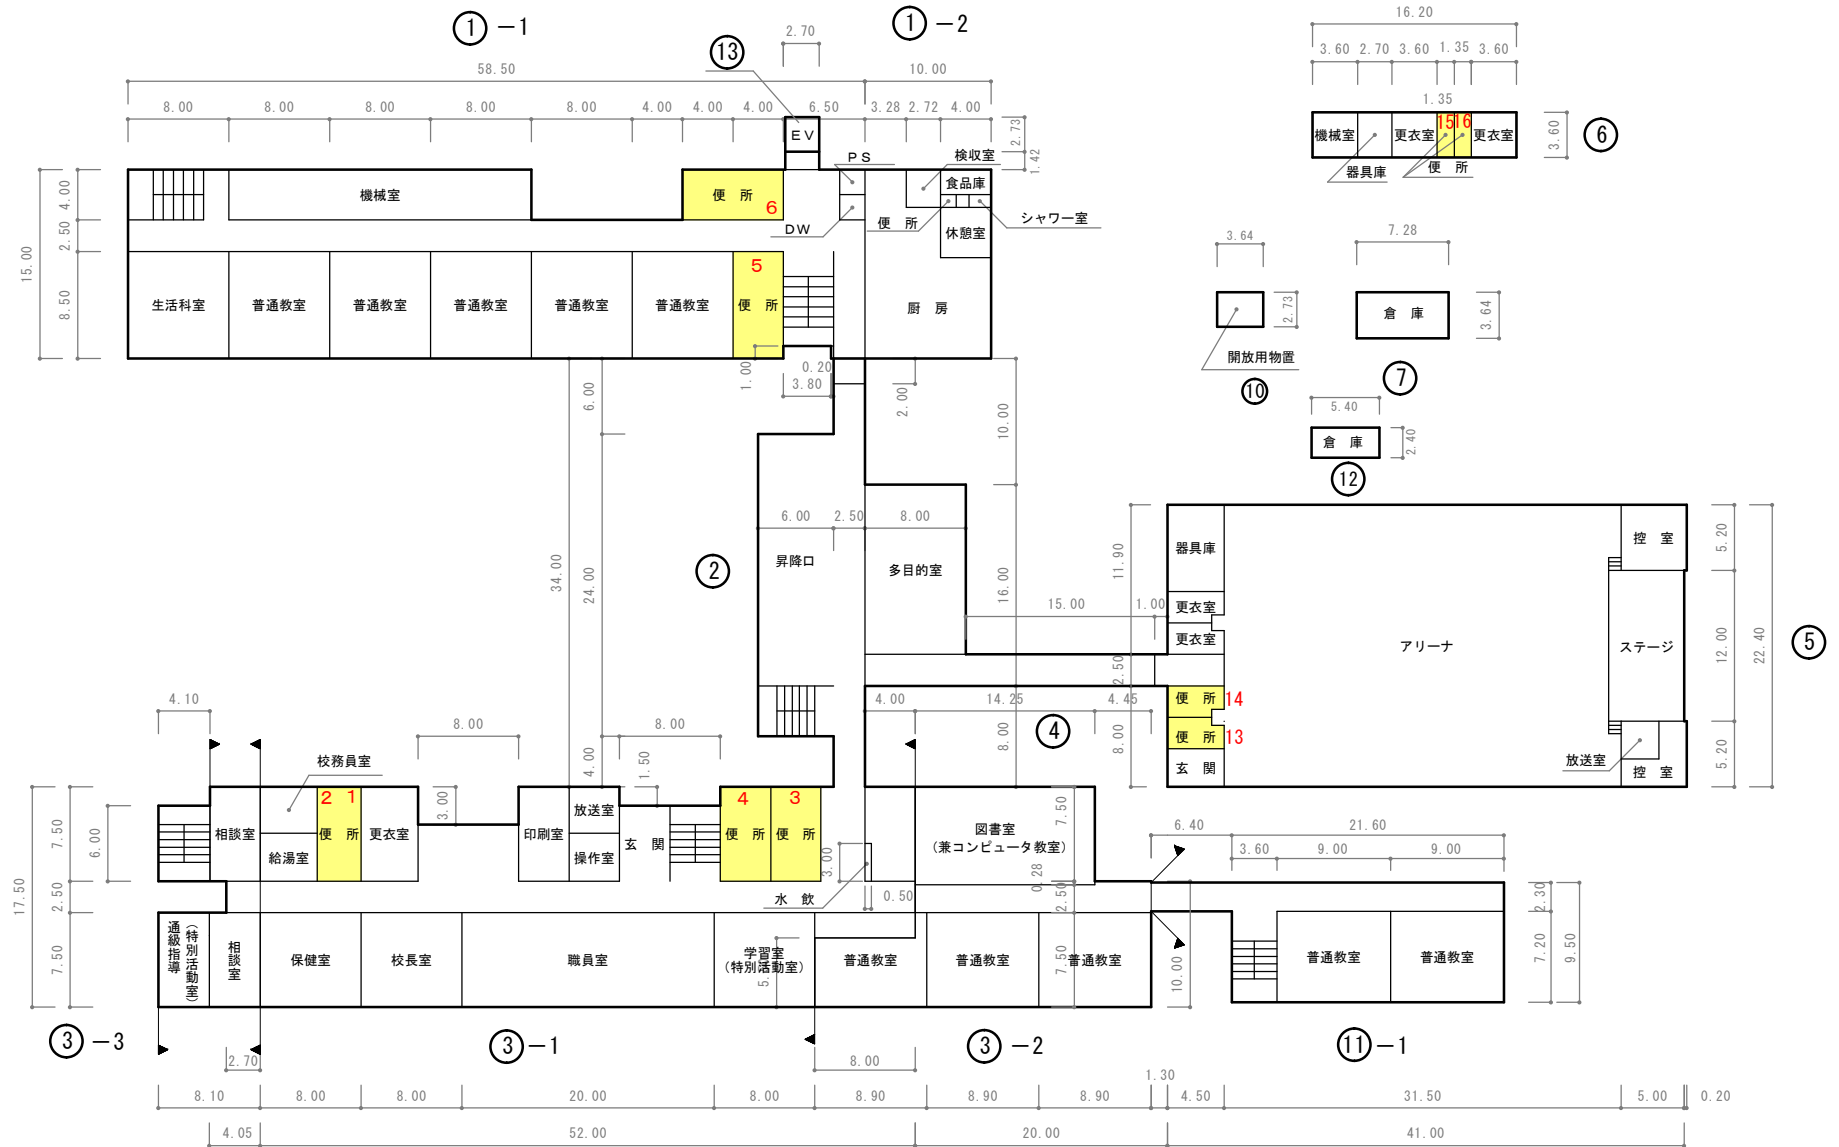 ①－1
①－2
⑬
2.70
58.50
10.00
8.00 8.00 8.00 8.00 8.00 4.00 4.00 4.00 6.50 3.28 2.72 4.00
EV
2.73
1.42
PS
検収室
食品庫
シャワー室
便 所
DW
休憩室
厨 房
機械室
便 所
6
15.00
4.00
2.50
8.50
生活科室
普通教室
普通教室
普通教室
普通教室
普通教室
5
便 所
1.00
0.20
3.80
2.00
16.20
3.60 2.70 3.60 1.35 3.60
1.35
機械室
更衣室
15
16
更衣室
3.60
⑥
器具庫
便 所
3.64
2.73
開放用物置
⑩
7.28
倉 庫
3.64
⑦
5.40
倉 庫
2.40
⑫
6.00
34.00
24.00
4.00
10.00
16.00
8.00
②
6.00 2.50 8.00
昇降口
多目的室
15.00 1.00
2.50
11.90
8.00
器具庫
更衣室
更衣室
便 所
14
便 所
13
玄 関
アリーナ
ステージ
控 室
放送室
控 室
5.20
12.00
5.20
22.40
⑤
4.00 14.25 4.45
④
4.10
8.00
8.00
1.50
3.00
校務員室
17.50
7.50
2.50
7.50
6.00
相談室
給湯室
2 1
便 所
更衣室
印刷室
放送室
操作室
玄 関
4
便 所
3
便 所
3.00
0.50
水 飲
図書室
(兼コンピュータ教室)
7.50
0.28
2.50
7.50
10.00
6.40
21.60
3.60 9.00 9.00
2.30
7.20
9.50
通級指導
(特別活動室)
相談室
保健室
校長室
職員室
学習室
(特別活動室)
5.
普通教室
普通教室
普通教室
普通教室
普通教室
③－3
③－1
③－2
⑪－1
2.70
8.00
1.30
8.10 8.00 8.00 20.00 8.00 8.90 8.90 8.90 4.50 31.50 5.00 0.20
4.05 52.00 20.00 41.00